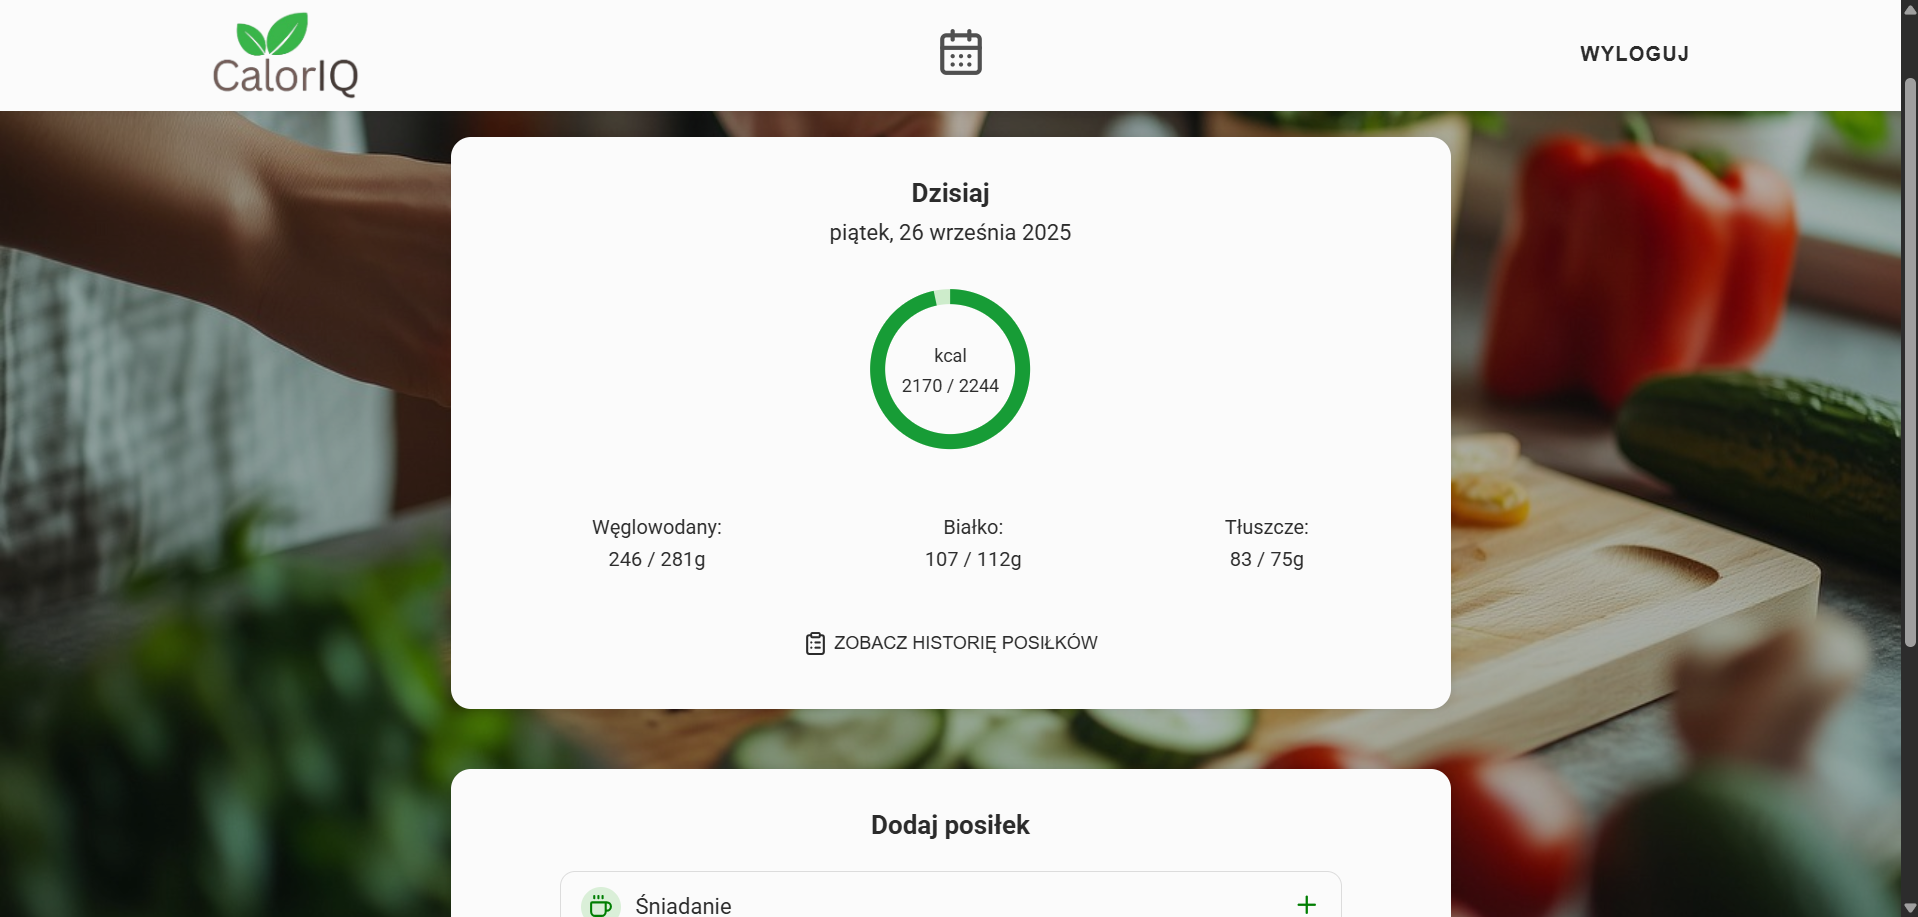 CalorIQ
WYLOGUJ
Dzisiaj
piątek, 26 września 2025
kcal
2170 / 2244
Węglowodany:
246 / 281g
Białko:
107 / 112g
Tłuszcze:
83 / 75g
ZOBACZ HISTORIĘ POSIŁKÓW
Dodaj posiłek
Śniadanie